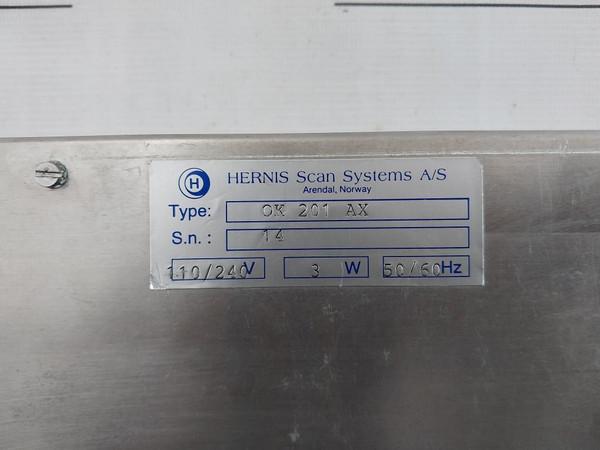 H HERNIS Scan Systems A/S
Arendal, Norway
Type: OK 201 AX
S.n.: 14
110/240V 3 W 50/60Hz